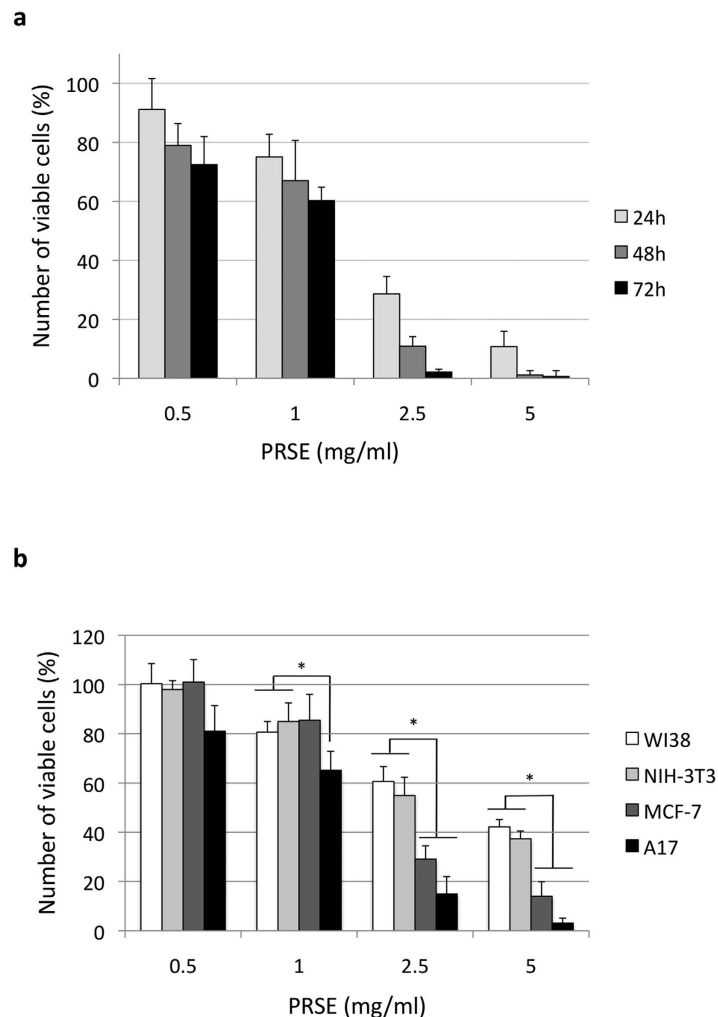 a
Number of viable cells (%)
100
80
60
40
20
0
0.5 1 2.5 5
PRSE (mg/ml)
24h
48h
72h
b
Number of viable cells (%)
120
100
80
60
40
20
0
*
*
*
0.5 1 2.5 5
PRSE (mg/ml)
WI38
NIH-3T3
MCF-7
A17